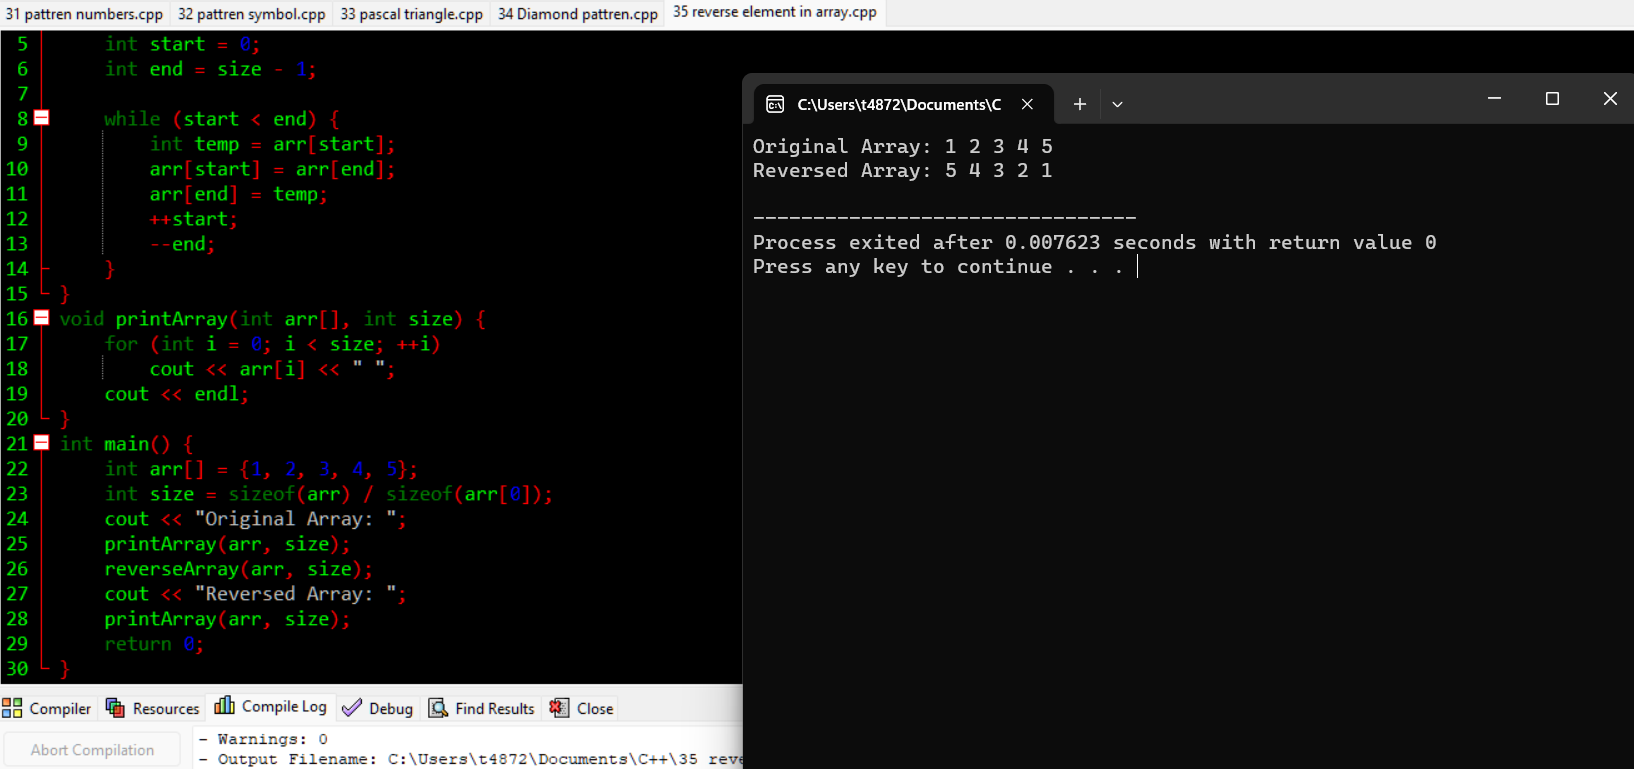 31 pattren numbers.cpp 32 pattren symbol.cpp 33 pascal triangle.cpp 34 Diamond pattren.cpp 35 reverse element in array.cpp
5 int start = 0;
6 int end = size - 1;
7
8 while (start < end) {
9 int temp = arr[start];
10 arr[start] = arr[end];
11 arr[end] = temp;
12 ++start;
13 --end;
14 }
15 }
16 void printArray(int arr[], int size) {
17 for (int i = 0; i < size; ++i)
18 cout << arr[i] << " ";
19 cout << endl;
20 }
21 int main() {
22 int arr[] = {1, 2, 3, 4, 5};
23 int size = sizeof(arr) / sizeof(arr[0]);
24 cout << "Original Array: ";
25 printArray(arr, size);
26 reverseArray(arr, size);
27 cout << "Reversed Array: ";
28 printArray(arr, size);
29 return 0;
30 }
C:\Users\t4872\Documents\C
Original Array: 1 2 3 4 5
Reversed Array: 5 4 3 2 1
--------------------------------
Process exited after 0.007623 seconds with return value 0
Press any key to continue . . .
Compiler Resources Compile Log Debug Find Results Close
Abort Compilation
- Warnings: 0
- Output Filename: C:\Users\t4872\Documents\C++\35 reve